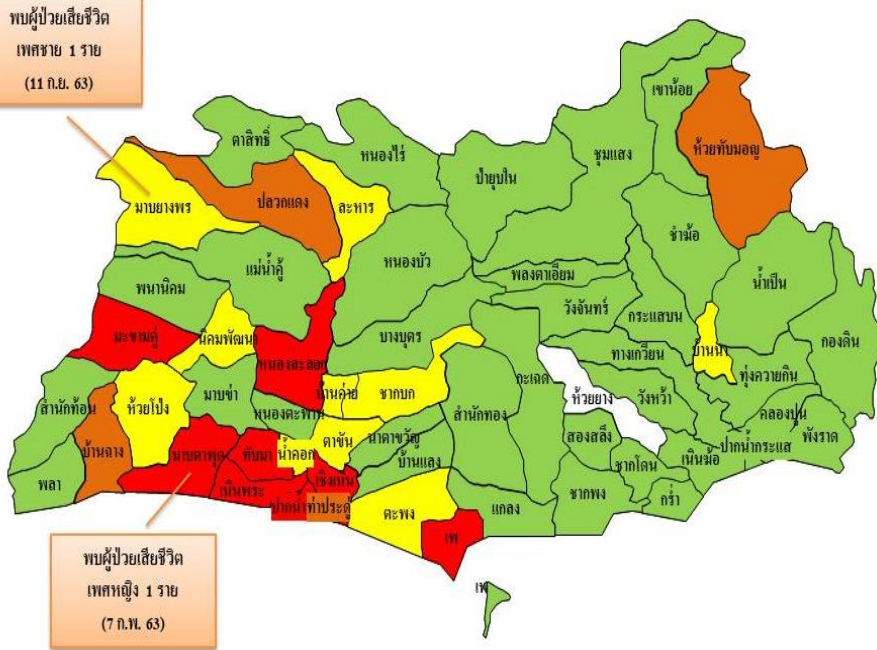 พบผู้ป่วยเสียชีวิต
เพศชาย 1 ราย
(11 ก.ย. 63)
เขาน้อย
ตาสิทธิ์
หนองไร่
ชุมแสง
ห้วยทับมอญ
ป่ายุบใน
ปลวกแดง
ละหาร
มาบยางพร
ชำฆ้อ
แม่น้ำคู้
หนองบัว
พลงตาเอี่ยม
น้ำเป็น
พนานิคม
วังจันทร์
กระแสบน
กองดิน
มะขามคู่
นิคมพัฒนา
บางบุตร
ทางเกวียน
บ้านนา
หนองละลอก
ทุ่งควายกิน
กะเฉด
บ้านค่าย
ชากบก
มาบข่า
ห้วยยาง
วังหว้า
สำนักท้อน
ห้วยโป่ง
หนองตะพาน
สำนักทอง
คลองปูน
นาตาขวัญ
สองสลึง
ปากน้ำกระแส
พังราด
บ้านฉาง
มาบตาพุด
ทับมา
น้ำคอก
ตาขัน
บ้านแลง
เนินฆ้อ
พลา
เชิงเนิน
ชากโดน
เนินพระ
ชากพง
กร่ำ
ปากน้ำ
ท่าประดู่
ตะพง
แกลง
เพ
พบผู้ป่วยเสียชีวิต
เพศหญิง 1 ราย
(7 ก.พ. 63)
เพ